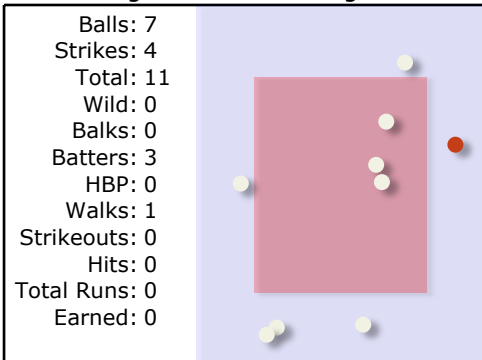 Balls: 7
Strikes: 4
Total: 11
Wild: 0
Balks: 0
Batters: 3
HBP: 0
Walks: 1
Strikeouts: 0
Hits: 0
Total Runs: 0
Earned: 0